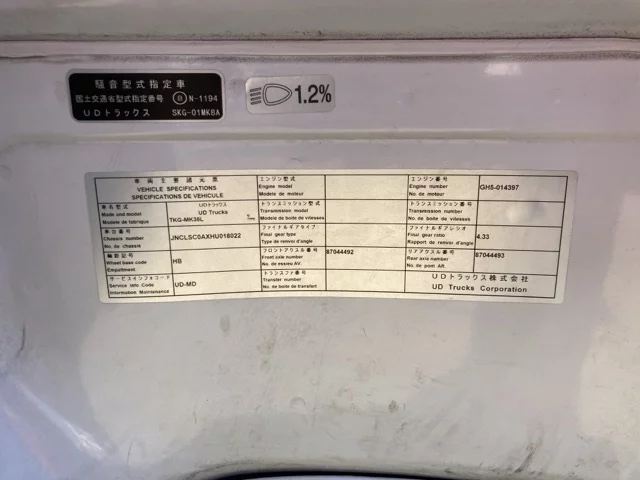 騒音型式指定車
国土交通省型式指定番号 自 N-1194
UDトラックス SKG-01MK6A
1.2%
車両主要諸元表
VEHICLE SPECIFICATIONS
SPECIFICATIONS DE VEHICULE
車名型式
Make and model
Modele de fabrique
UDトラックス
UD Trucks
TKG-MK38L
車台番号
Chassis number
No. de chassis
JNCLSC0AXHU018022
軸距記号
Wheel base code
Empattement
HB
サービスインフォコード
Service info Code
Information Maintenance
UD-MD
エンジン型式
Engine model
Modele de moteur
トランスミッション型式
Transmission model
Modele de boite de vitesses
ファイナルギアタイプ
Final gear type
Type de renvoi d'angle
フロントアクスル番号
Front axle number
No. de essieu AV.
87044492
トランスファ番号
Transfer number
No. de boite de transfert
エンジン番号
Engine number
No. de moteur
GH5-014397
トランスミッション番号
Transmission number
No. de boite de vitesses
ファイナルギアレシオ
Final gear ratio
Rapport de renvoi d'angle
4.33
リアアクスル番号
Rear axle number
No. de pont AR.
87044493
UDトラックス株式会社
UD Trucks Corporation